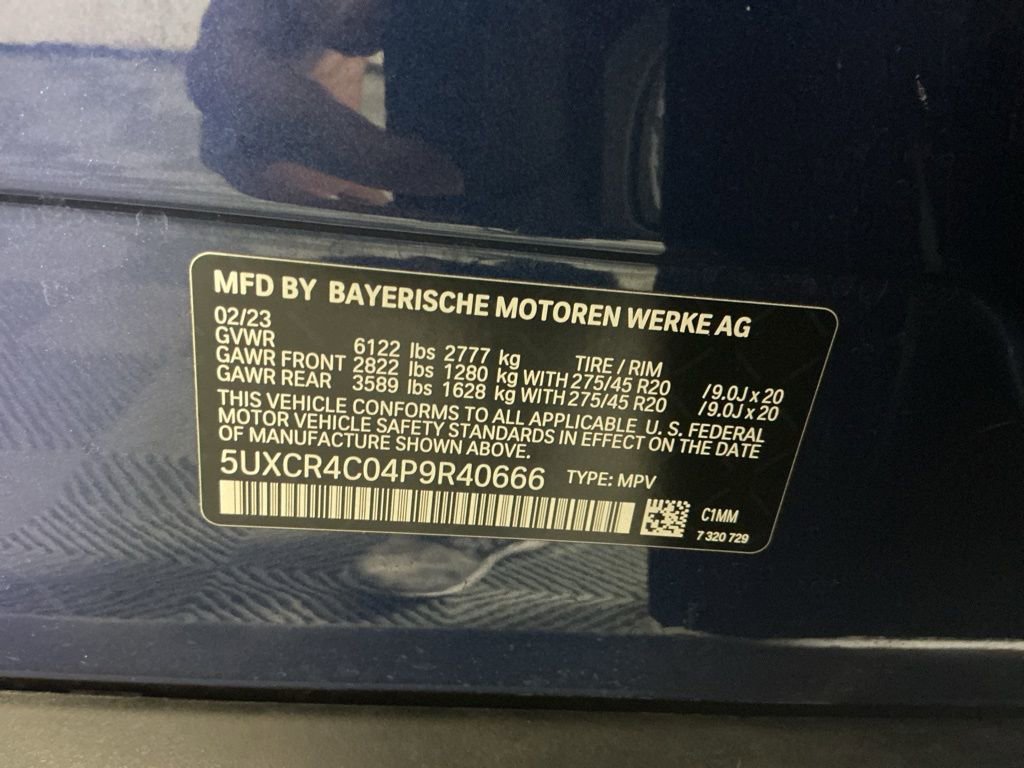 MFD BY BAYERISCHE MOTOREN WERKE AG
02/23
GVWR 6122 lbs 2777 kg TIRE / RIM
GAWR FRONT 2822 lbs 1280 kg WITH 275/45 R20 /9.0J x 20
GAWR REAR 3589 lbs 1628 kg WITH 275/45 R20 /9.0J x 20
THIS VEHICLE CONFORMS TO ALL APPLICABLE U. S. FEDERAL
MOTOR VEHICLE SAFETY STANDARDS IN EFFECT ON THE DATE
OF MANUFACTURE SHOWN ABOVE.
5UXCR4C04P9R40666 TYPE: MPV
C1MM
7 320 729